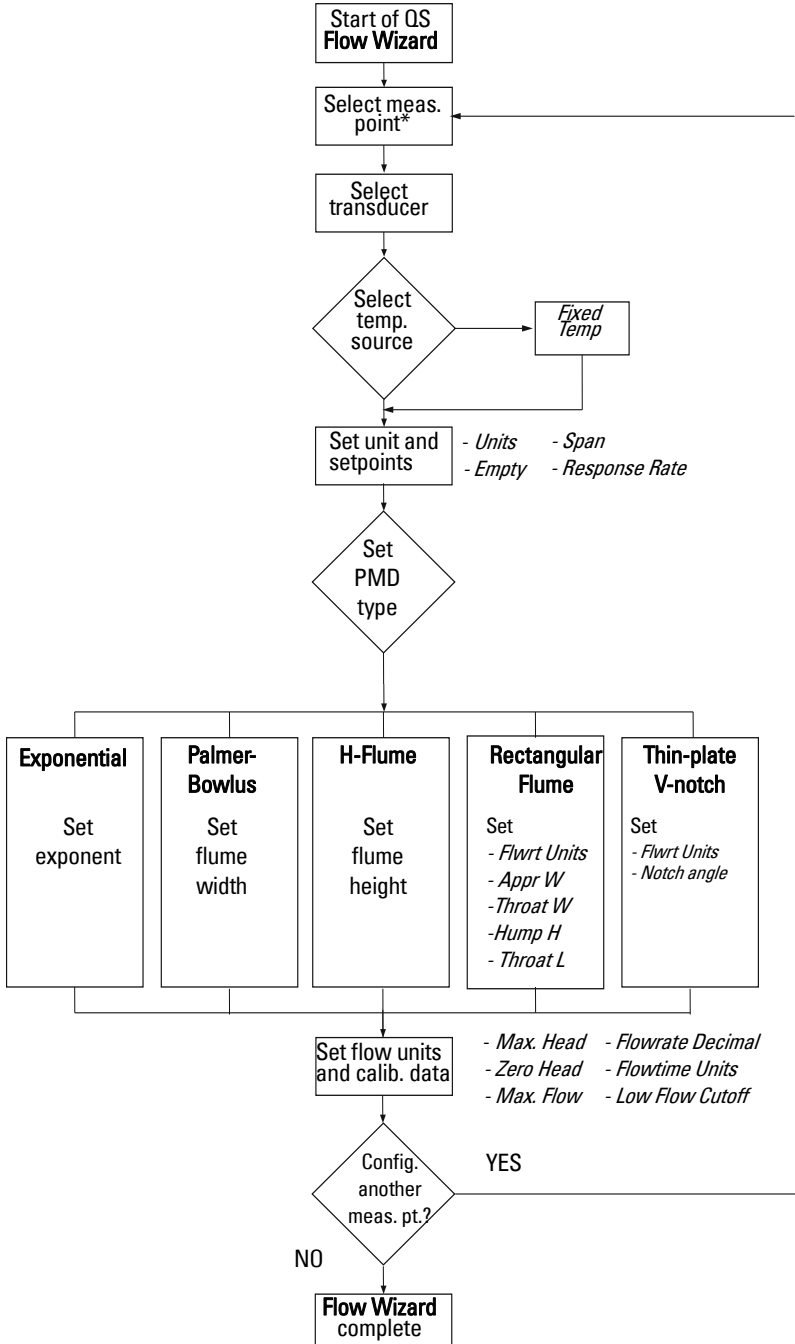 Start of QS
Flow Wizard
Select meas.
point*
Select
transducer
Select
temp.
source
Fixed
Temp
Set unit and
setpoints
- Units
- Empty
- Span
- Response Rate
Set
PMD
type
Exponential
Set
exponent
Palmer-
Bowlus
Set
flume
width
H-Flume
Set
flume
height
Rectangular
Flume
Set
- Flwrt Units
- Appr W
-Throat W
-Hump H
- Throat L
Thin-plate
V-notch
Set
- Flwrt Units
- Notch angle
Set flow units
and calib. data
- Max. Head
- Zero Head
- Max. Flow
- Flowrate Decimal
- Flowtime Units
- Low Flow Cutoff
Config.
another
meas. pt.?
YES
NO
Flow Wizard
complete